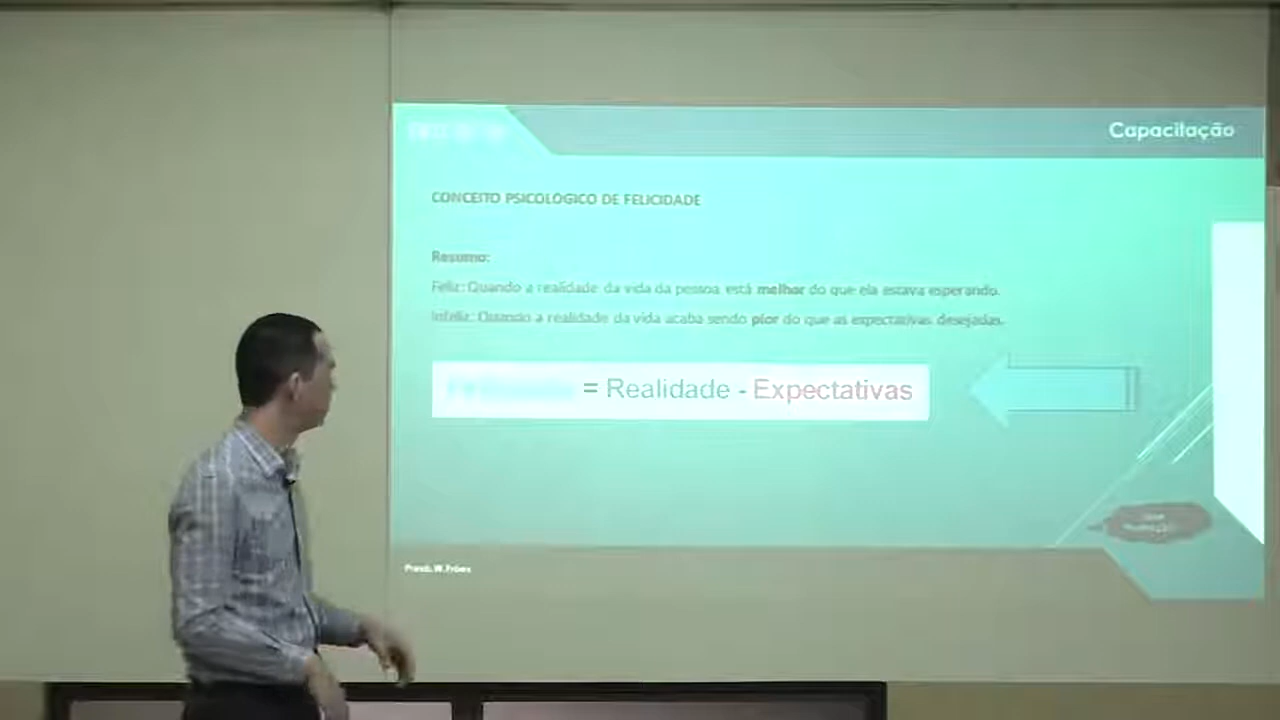 Capacitação
CONCEITO PSICOLÓGICO DE FELICIDADE
Resumo:
Feliz: Quando a realidade da vida da pessoa está melhor do que ela estava esperando.
Infeliz: Quando a realidade da vida acaba sendo pior do que as expectativas desejadas.
= Realidade - Expectativas